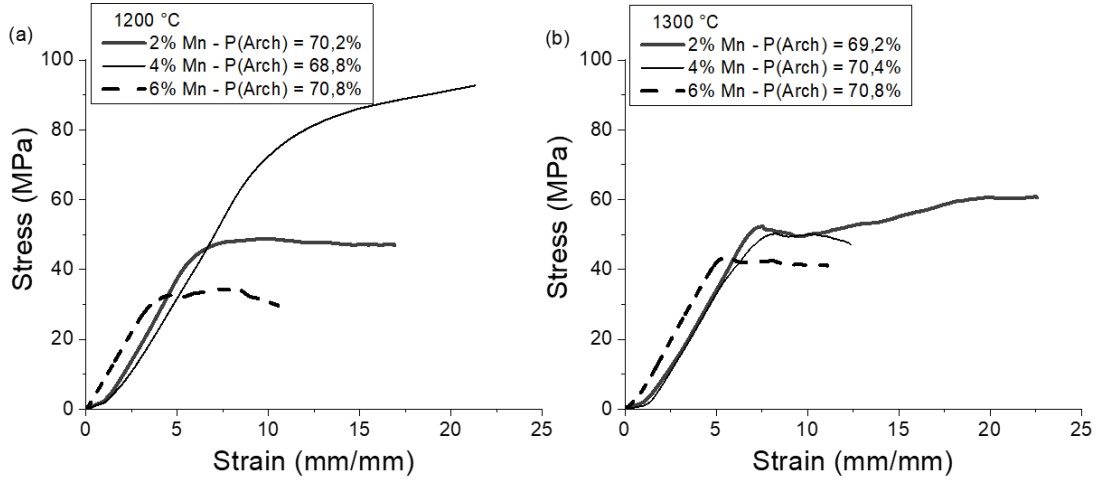 (a)
1200 °C
2% Mn - P(Arch) = 70,2%
4% Mn - P(Arch) = 68,8%
6% Mn - P(Arch) = 70,8%
100
80
60
40
20
0
Stress (MPa)
0 5 10 15 20 25
Strain (mm/mm)
(b)
1300 °C
2% Mn - P(Arch) = 69,2%
4% Mn - P(Arch) = 70,4%
6% Mn - P(Arch) = 70,8%
100
80
60
40
20
0
Stress (MPa)
0 5 10 15 20 25
Strain (mm/mm)